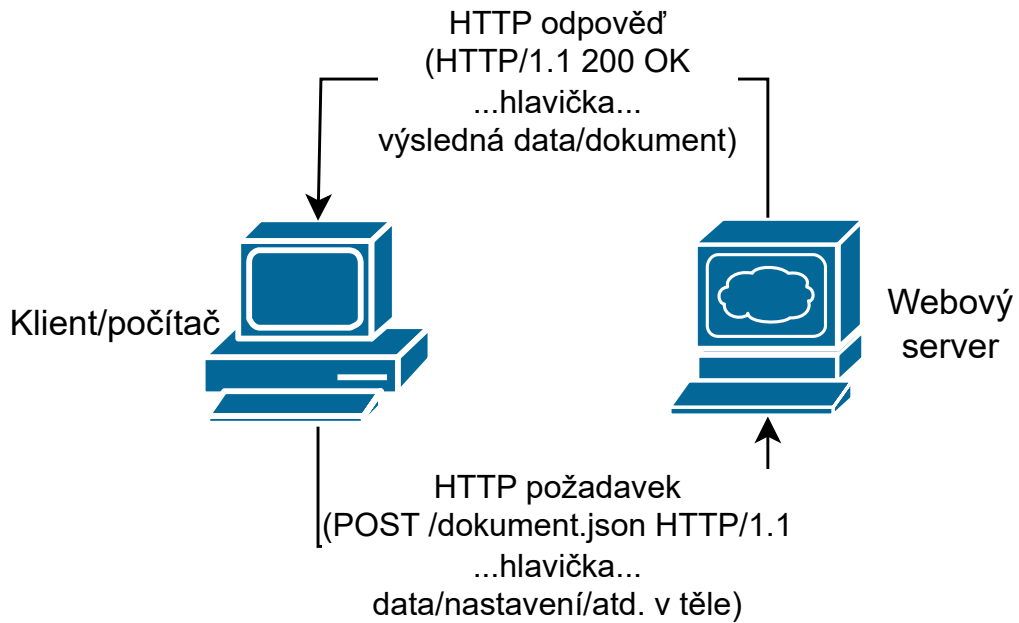 HTTP odpověď
(HTTP/1.1 200 OK
...hlavička...
výsledná data/dokument)
Klient/počítač
Webový
server
HTTP požadavek
(POST /dokument.json HTTP/1.1
...hlavička...
data/nastavení/atd. v těle)